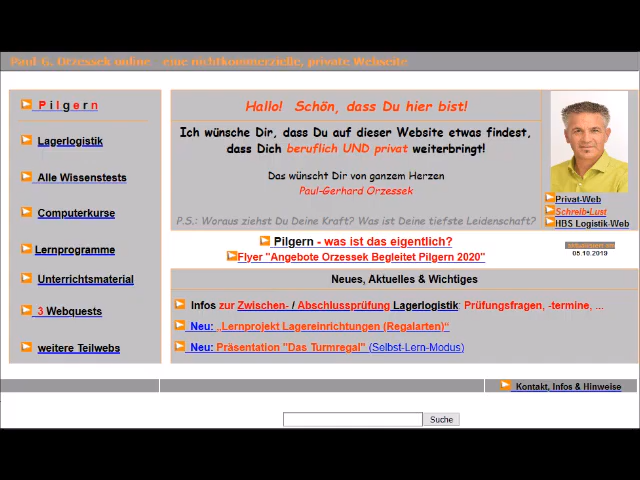 Paul G. Orzessek online - eine nichtkommerzielle, private Webseite
Pilgern
Lagerlogistik
Alle Wissenstests
Computerkurse
Lernprogramme
Unterrichtsmaterial
3 Webquests
weitere Teilwebs
Hallo! Schön, dass Du hier bist!
Ich wünsche Dir, dass Du auf dieser Website etwas findest,
dass Dich beruflich UND privat weiterbringt!
Das wünscht Dir von ganzem Herzen
Paul-Gerhard Orzessek
P.S.: Woraus ziehst Du Deine Kraft? Was ist Deine tiefste Leidenschaft?
Privat-Web
Schreib-Lust
HBS Logistik-Web
Pilgern - was ist das eigentlich?
Flyer "Angebote Orzessek Begleitet Pilgern 2020"
aktualisiert am
05.10.2019
Neues, Aktuelles & Wichtiges
Infos zur Zwischen- / Abschlussprüfung Lagerlogistik: Prüfungsfragen, -termine, ...
Neu: „Lernprojekt Lagereinrichtungen (Regalarten)“
Neu: Präsentation "Das Turmregal" (Selbst-Lern-Modus)
Kontakt, Infos & Hinweise
Suche